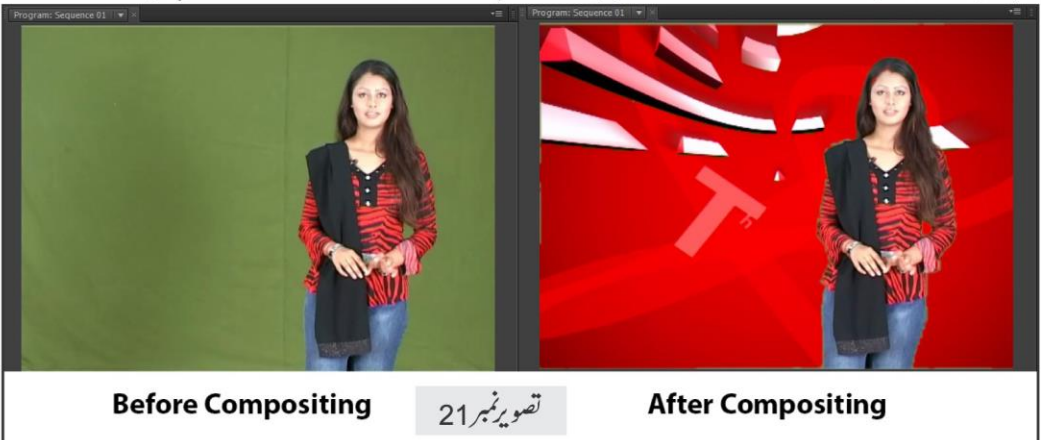 Program: Sequence 01
Program: Sequence 01
T
h
Before Compositing
تصویر نمبر 21
After Compositing